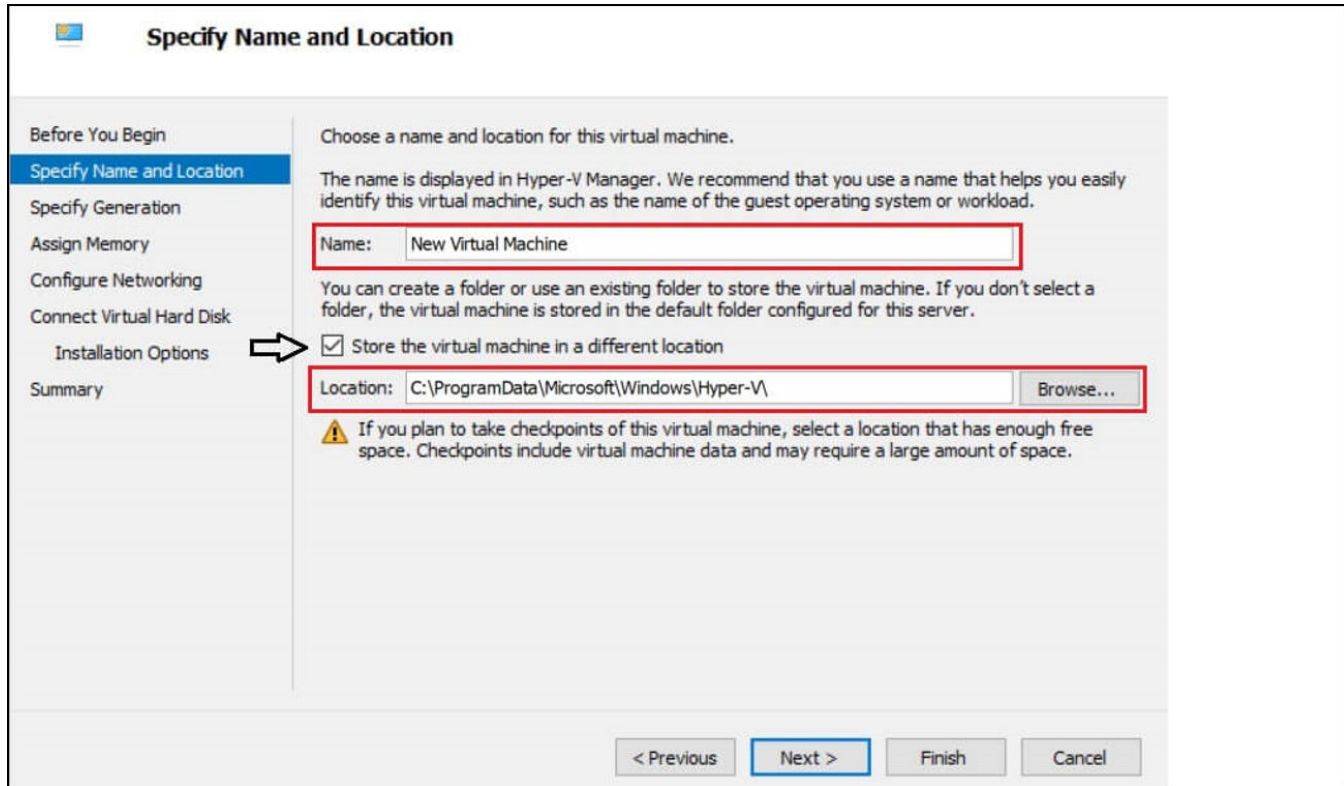 Specify Name and Location
Before You Begin
Specify Name and Location
Specify Generation
Assign Memory
Configure Networking
Connect Virtual Hard Disk
Installation Options
Summary
Choose a name and location for this virtual machine.
The name is displayed in Hyper-V Manager. We recommend that you use a name that helps you easily
identify this virtual machine, such as the name of the guest operating system or workload.
Name: New Virtual Machine
You can create a folder or use an existing folder to store the virtual machine. If you don't select a
folder, the virtual machine is stored in the default folder configured for this server.
Store the virtual machine in a different location
Location: C:\ProgramData\Microsoft\Windows\Hyper-V\ Browse...
If you plan to take checkpoints of this virtual machine, select a location that has enough free
space. Checkpoints include virtual machine data and may require a large amount of space.
< Previous Next > Finish Cancel